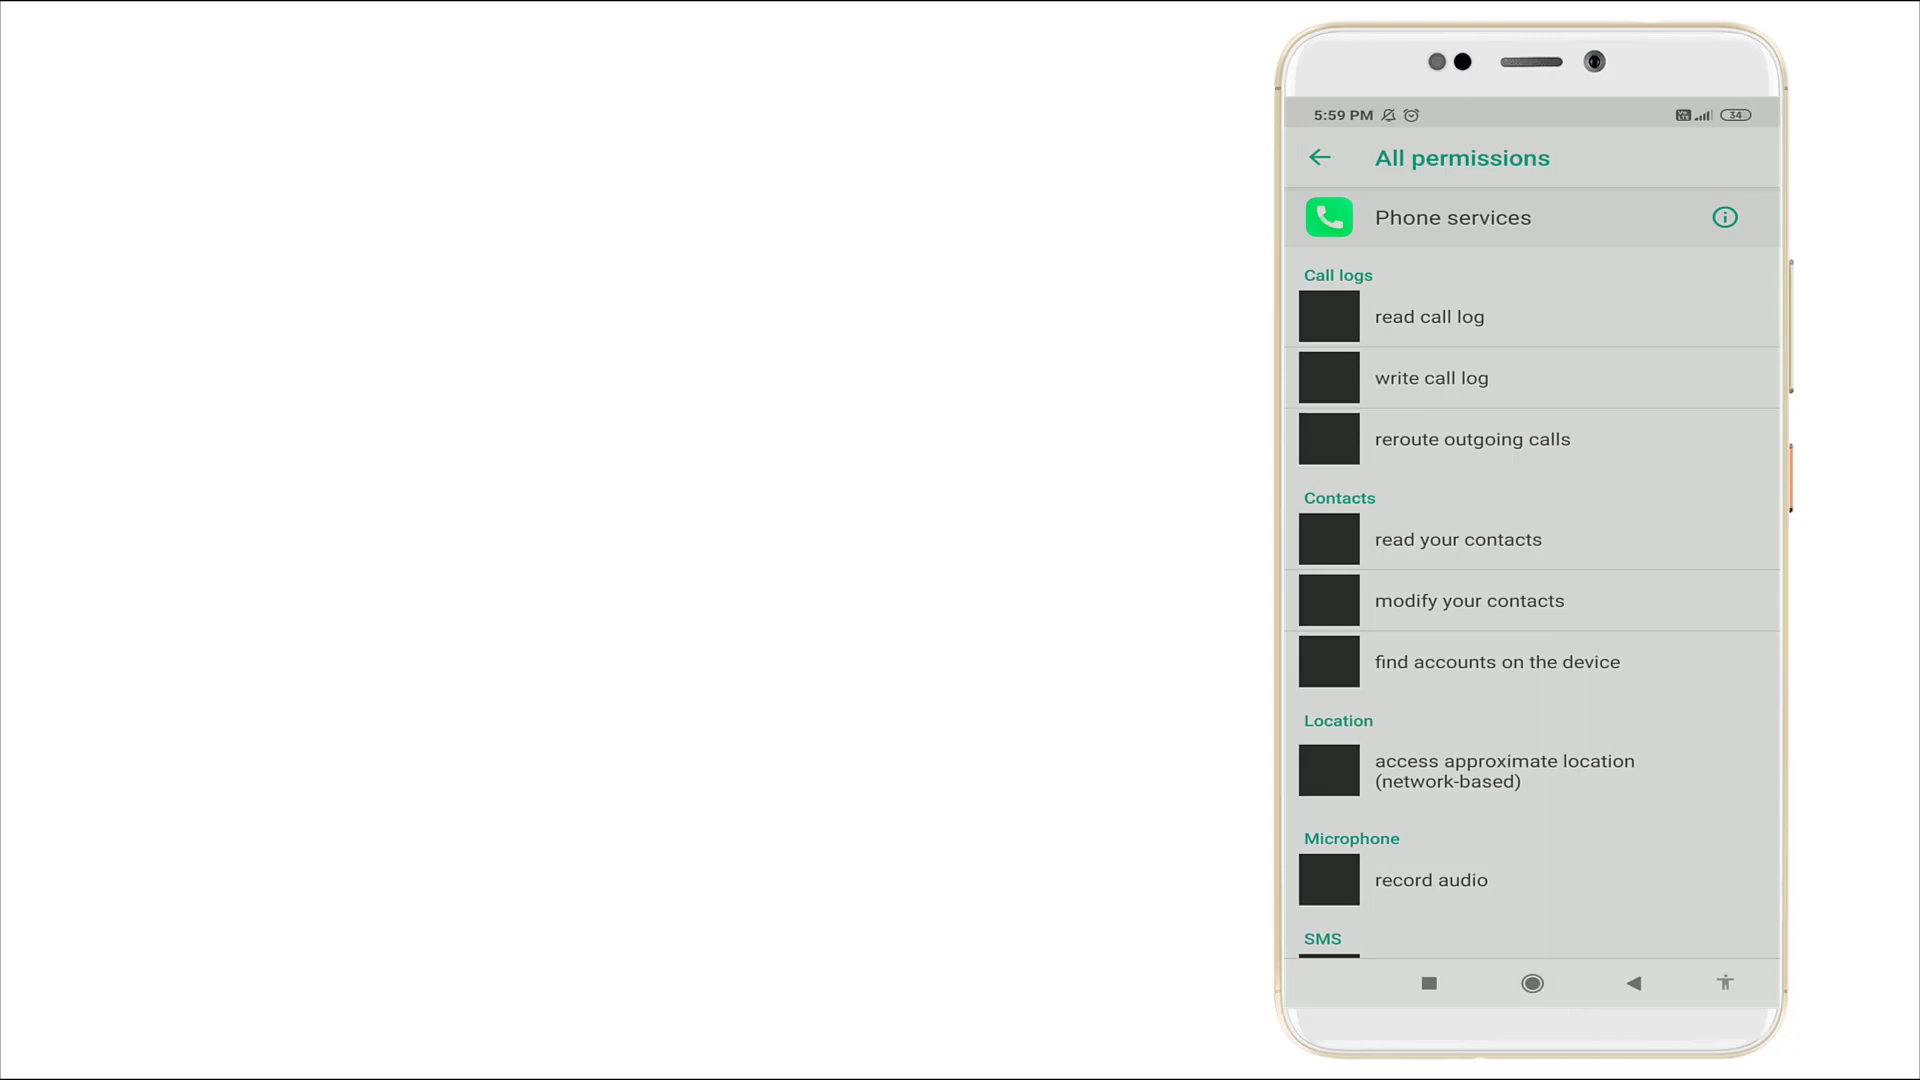 5:59 PM
34
All permissions
Phone services
Call logs
read call log
write call log
reroute outgoing calls
Contacts
read your contacts
modify your contacts
find accounts on the device
Location
access approximate location
(network-based)
Microphone
record audio
SMS